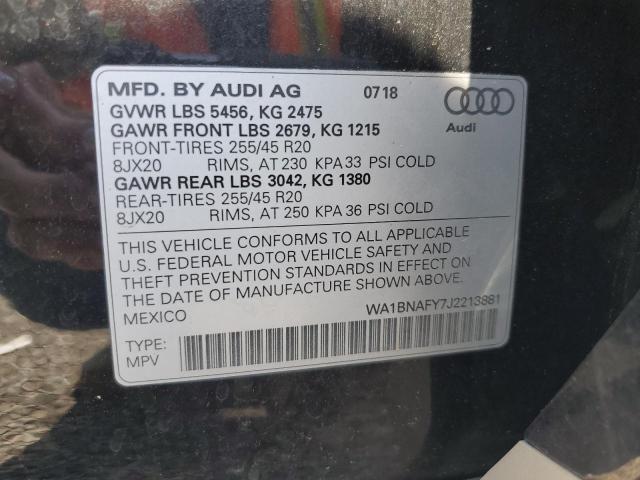 MFD. BY AUDI AG 07 18
GVWR LBS 5456, KG 2475
GAWR FRONT LBS 2679, KG 1215
FRONT-TIRES 255/45 R20
8JX20 RIMS, AT 230 KPA 33 PSI COLD
GAWR REAR LBS 3042, KG 1380
REAR-TIRES 255/45 R20
8JX20 RIMS, AT 250 KPA 36 PSI COLD
Audi
THIS VEHICLE CONFORMS TO ALL APPLICABLE
U.S. FEDERAL MOTOR VEHICLE SAFETY AND
THEFT PREVENTION STANDARDS IN EFFECT ON
THE DATE OF MANUFACTURE SHOWN ABOVE.
MEXICO WA1BNAFY7J2213881
TYPE:
MPV